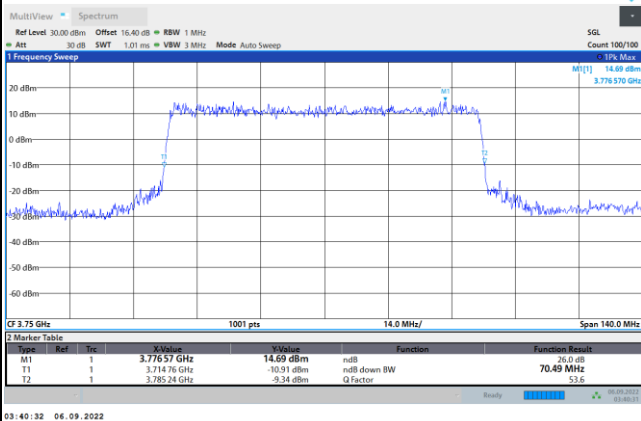 MultiView Spectrum
Ref Level 30.00 dBm Offset 16.40 dB RBW 1 MHz SGL
Att 30 dB SWT 1.01 ms VBW 3 MHz Mode Auto Sweep Count 100/100
1 Frequency Sweep 1Pk Max
M1[1] 14.69 dBm
3.776 570 GHz
20 dBm
M1
10 dBm
0 dBm
T1 T2
-10 dBm
-20 dBm
-30 dBm
-40 dBm
-50 dBm
-60 dBm
CF 3.75 GHz 1001 pts 14.0 MHz/ Span 140.0 MHz
2 Marker Table
Type Ref Trc X-Value Y-Value Function Function Result
M1 1 3.776 57 GHz 14.69 dBm ndB 26.0 dB
T1 1 3.714 76 GHz -10.91 dBm ndB down BW 70.49 MHz
T2 1 3.785 24 GHz -9.34 dBm Q Factor 53.6
Ready 06.09.2022
03:40:31
03:40:32 06.09.2022